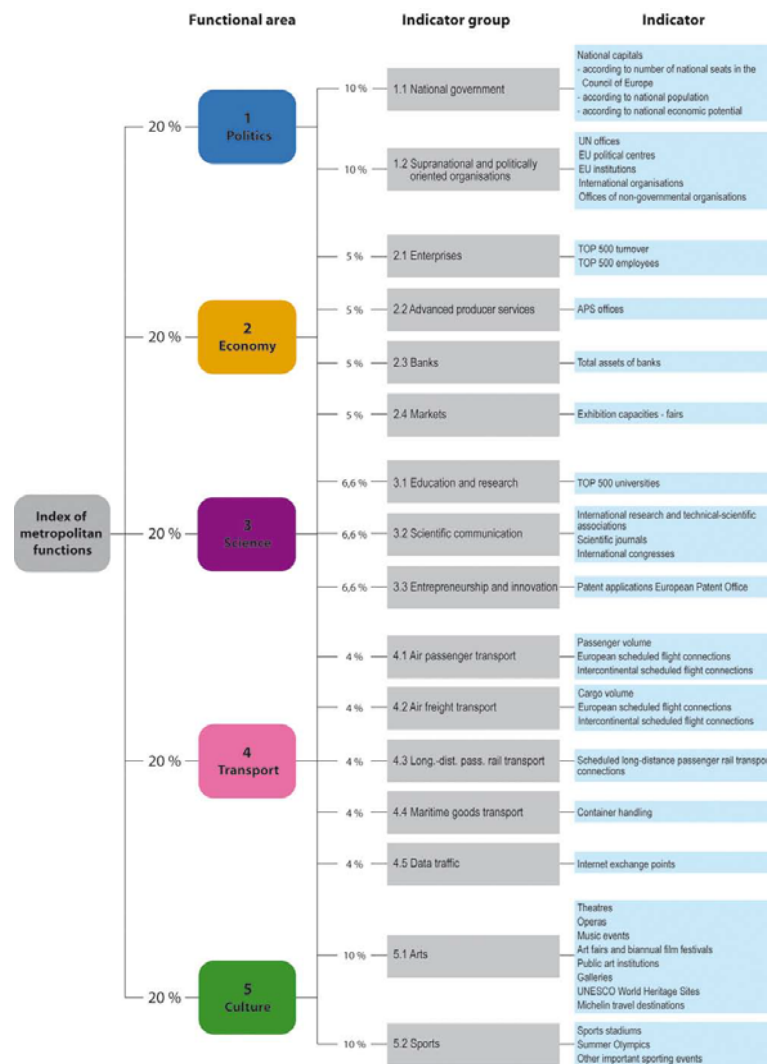 Functional area
Indicator group
Indicator
Index of
metropolitan
functions
20 %
1
Politics
10 %
1.1 National government
National capitals
- according to number of national seats in the
Council of Europe
- according to national population
- according to national economic potential
10 %
1.2 Supranational and politically
oriented organisations
UN offices
EU political centres
EU institutions
International organisations
Offices of non-governmental organisations
20 %
2
Economy
5 %
2.1 Enterprises
TOP 500 turnover
TOP 500 employees
5 %
2.2 Advanced producer services
APS offices
5 %
2.3 Banks
Total assets of banks
5 %
2.4 Markets
Exhibition capacities - fairs
20 %
3
Science
6,6 %
3.1 Education and research
TOP 500 universities
6,6 %
3.2 Scientific communication
International research and technical-scientific
associations
Scientific journals
International congresses
6,6 %
3.3 Entrepreneurship and innovation
Patent applications European Patent Office
20 %
4
Transport
4 %
4.1 Air passenger transport
Passenger volume
European scheduled flight connections
Intercontinental scheduled flight connections
4 %
4.2 Air freight transport
Cargo volume
European scheduled flight connections
Intercontinental scheduled flight connections
4 %
4.3 Long.-dist. pass. rail transport
Scheduled long-distance passenger rail transpor
connections
4 %
4.4 Maritime goods transport
Container handling
4 %
4.5 Data traffic
Internet exchange points
20 %
5
Culture
10 %
5.1 Arts
Theatres
Operas
Music events
Art fairs and biannual film festivals
Public art institutions
Galleries
UNESCO World Heritage Sites
Michelin travel destinations
10 %
5.2 Sports
Sports stadiums
Summer Olympics
Other important sporting events